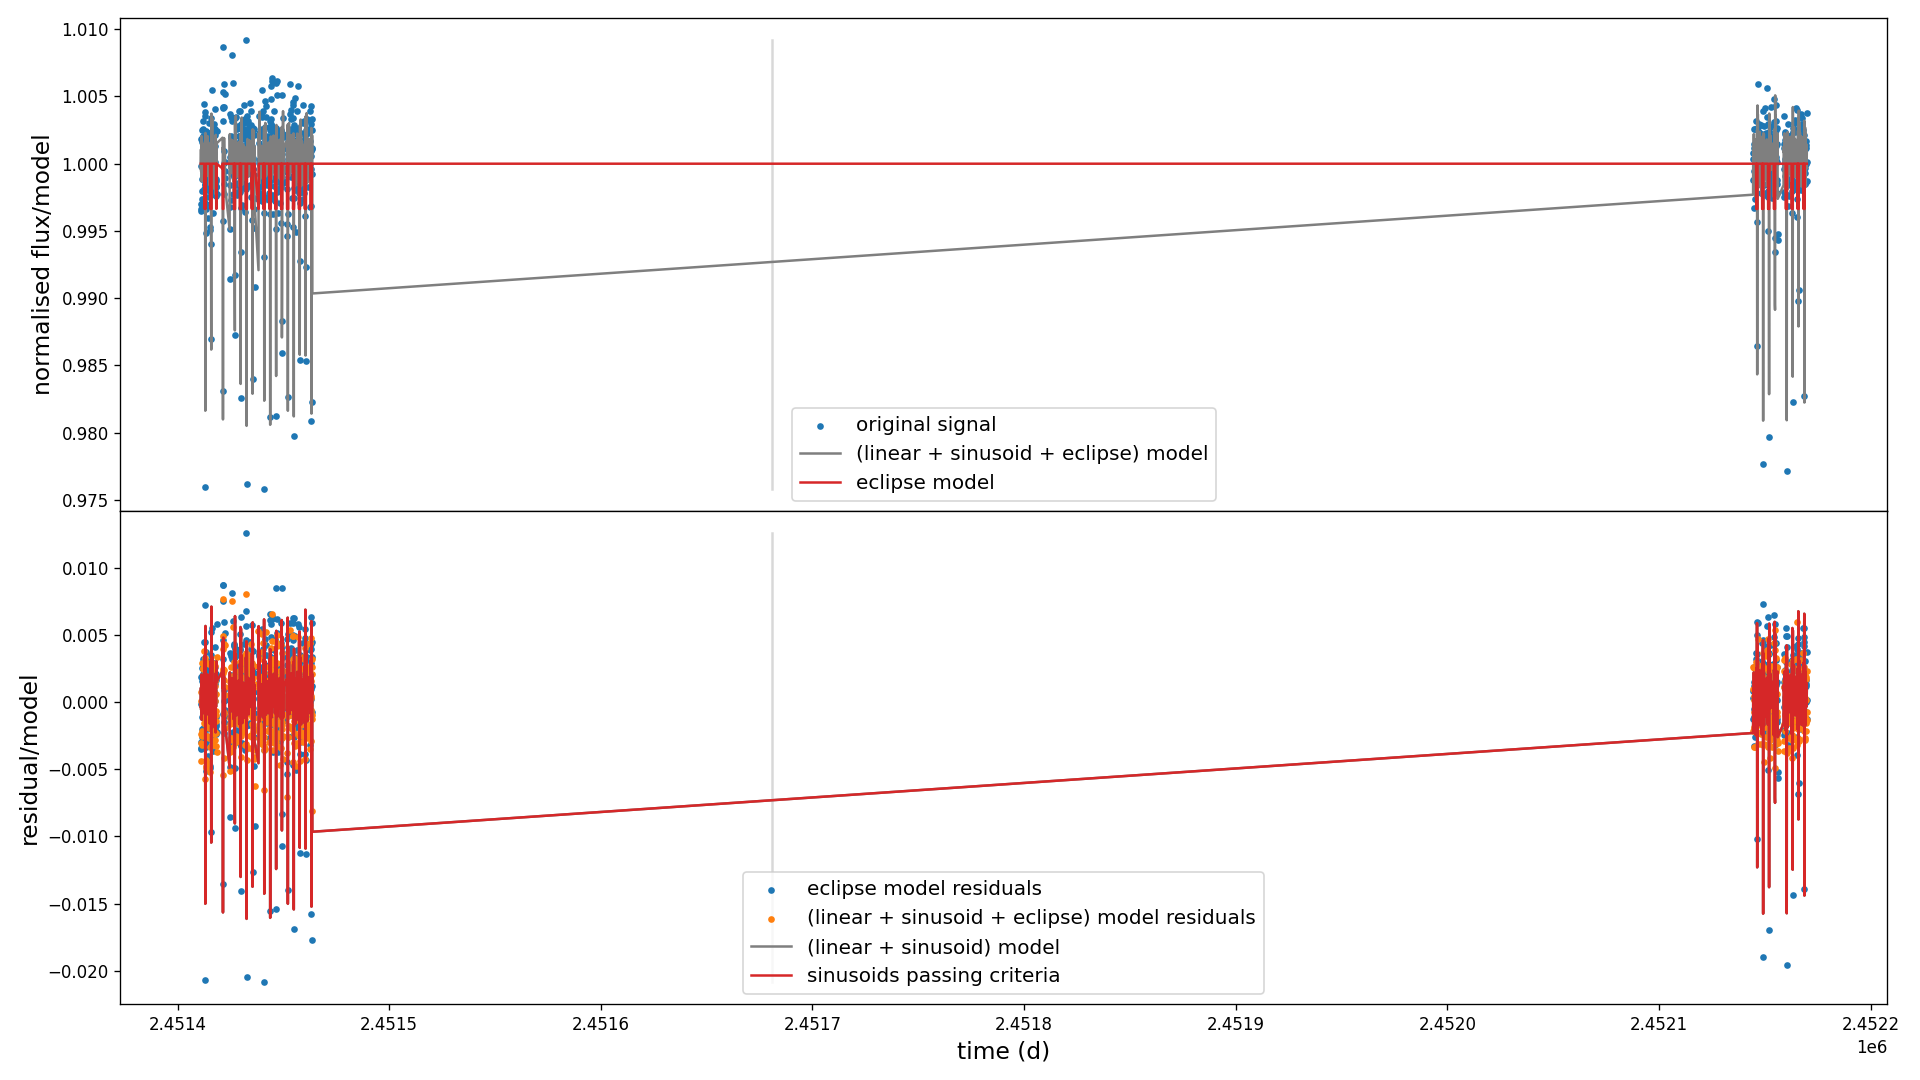 normalised flux/model
1.010
1.005
1.000
0.995
0.990
0.985
0.980
0.975
original signal
(linear + sinusoid + eclipse) model
eclipse model
residual/model
0.010
0.005
0.000
−0.005
−0.010
−0.015
−0.020
eclipse model residuals
(linear + sinusoid + eclipse) model residuals
(linear + sinusoid) model
sinusoids passing criteria
2.4514 2.4515 2.4516 2.4517 2.4518 2.4519 2.4520 2.4521 2.4522
1e6
time (d)